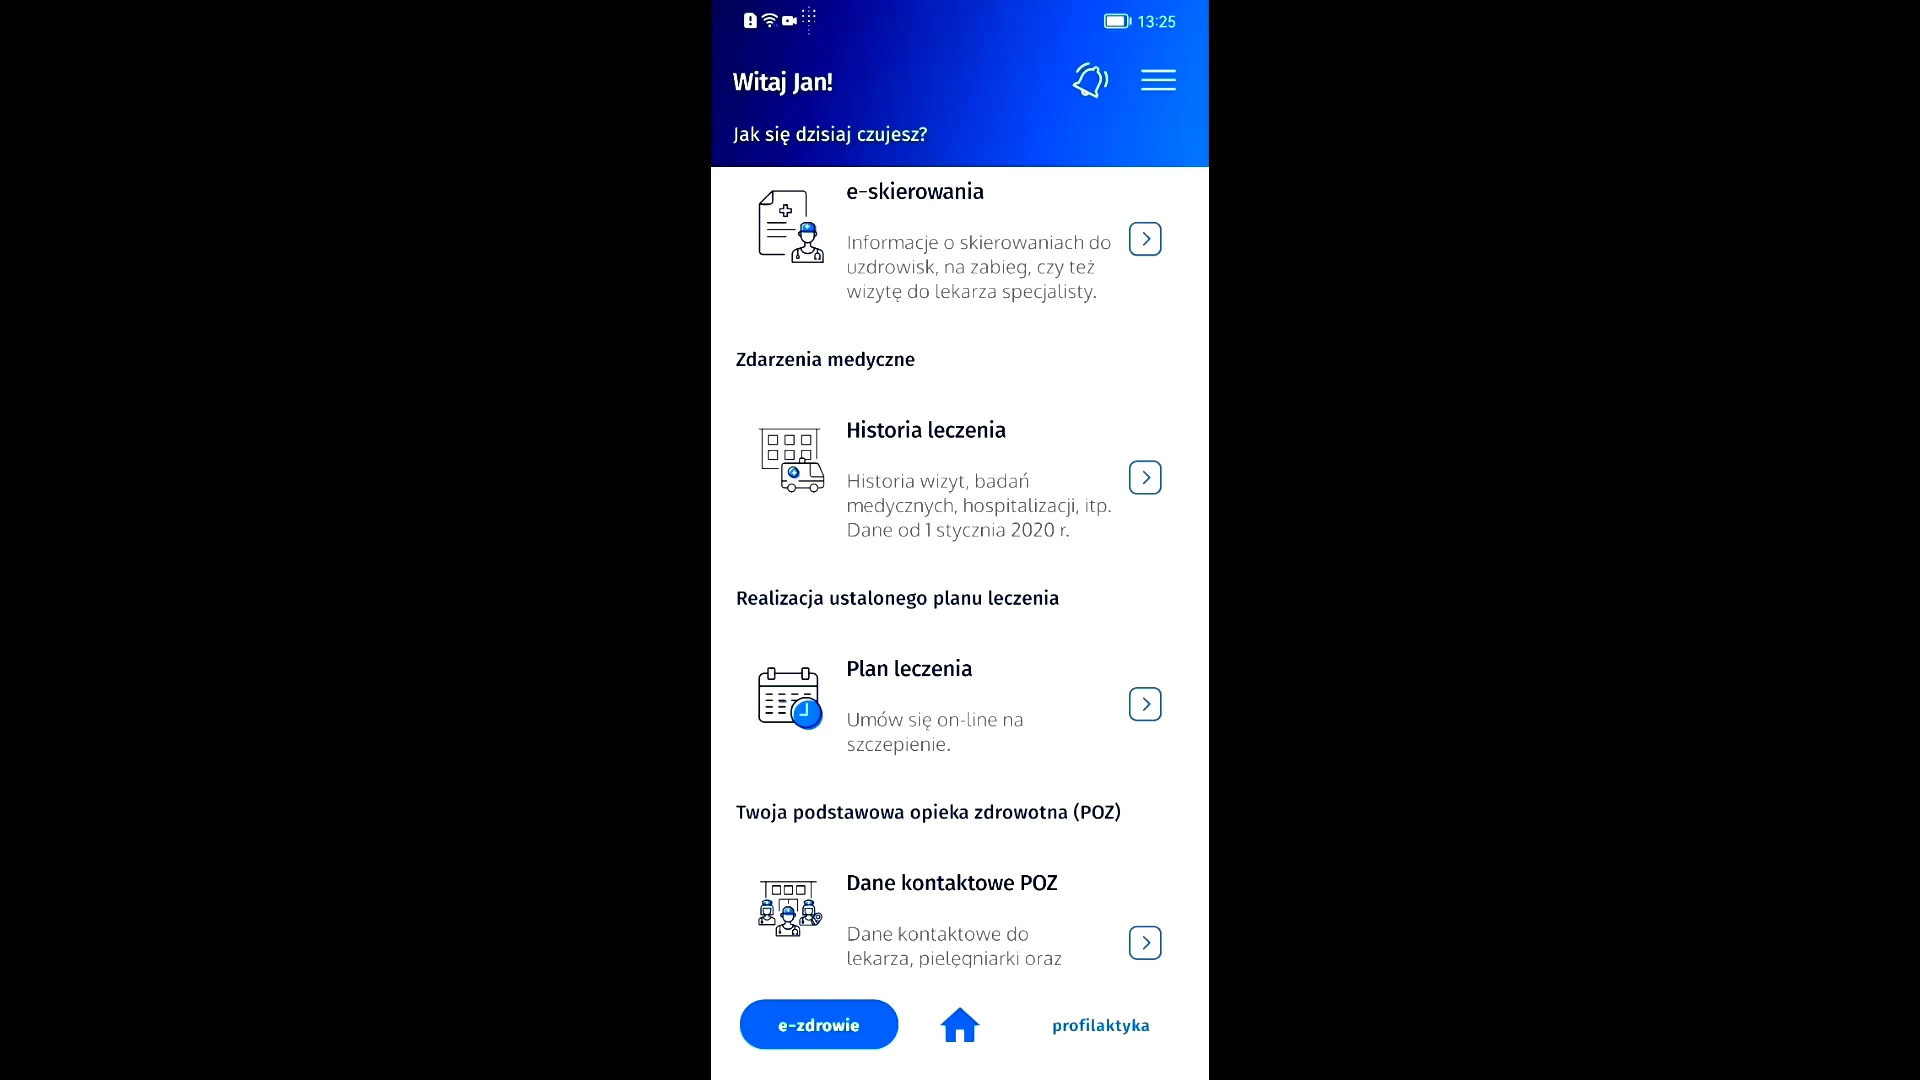 13:25
Witaj Jan!
Jak się dzisiaj czujesz?
e-skierowania
Informacje o skierowaniach do
uzdrowisk, na zabieg, czy też
wizytę do lekarza specjalisty.
Zdarzenia medyczne
Historia leczenia
Historia wizyt, badań
medycznych, hospitalizacji, itp.
Dane od 1 stycznia 2020 r.
Realizacja ustalonego planu leczenia
Plan leczenia
Umów się on-line na
szczepienie.
Twoja podstawowa opieka zdrowotna (POZ)
Dane kontaktowe POZ
Dane kontaktowe do
lekarza, pielęgniarki oraz
e-zdrowie
profilaktyka